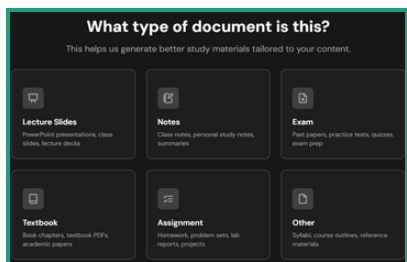 What type of document is this?
This helps us generate better study materials tailored to your content.
Lecture Slides
PowerPoint presentations, class
slides, lecture decks
Notes
Class notes, personal study notes,
summaries
Exam
Past papers, practice tests, quizzes,
exam prep
Textbook
Book chapters, textbook PDFs,
academic papers
Assignment
Homework, problem sets, lab
reports, projects
Other
Syllabi, course outlines, reference
materials